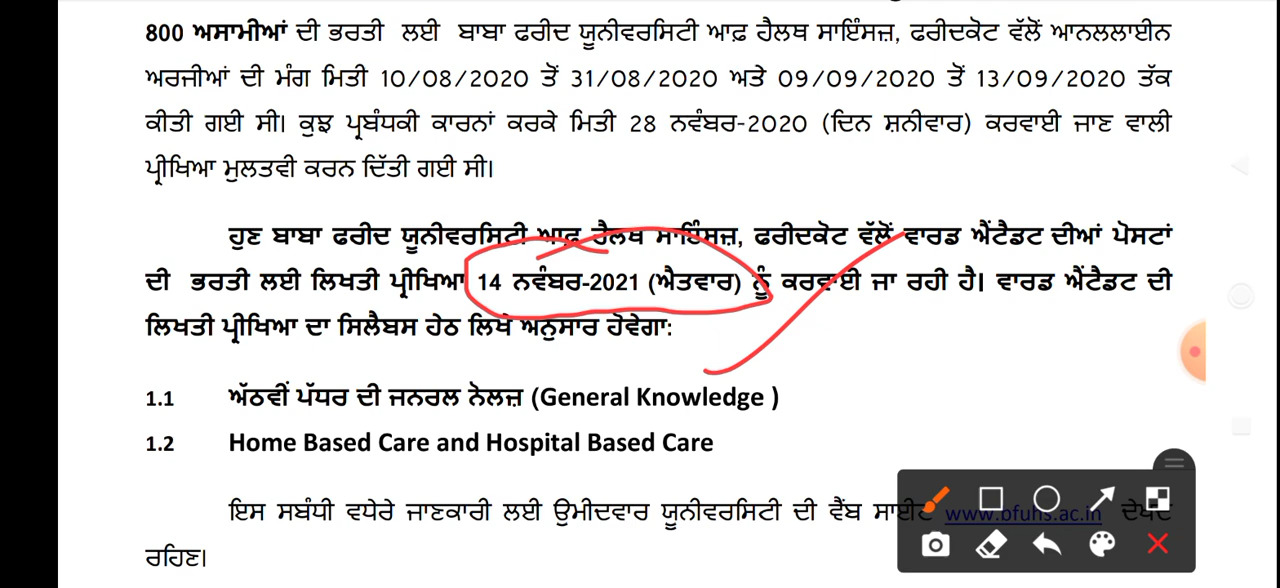 800 ਅਸਾਮੀਆਂ ਦੀ ਭਰਤੀ ਲਈ ਬਾਬਾ ਫਰੀਦ ਯੂਨੀਵਰਸਿਟੀ ਆਫ਼ ਹੈਲਥ ਸਾਇੰਸਜ਼, ਫਰੀਦਕੋਟ ਵੱਲੋਂ ਆਨਲਲਾਈਨ
ਅਰਜੀਆਂ ਦੀ ਮੰਗ ਮਿਤੀ 10/08/2020 ਤੋਂ 31/08/2020 ਅਤੇ 09/09/2020 ਤੋਂ 13/09/2020 ਤੱਕ
ਕੀਤੀ ਗਈ ਸੀ। ਕੁਝ ਪ੍ਰਬੰਧਕੀ ਕਾਰਨਾਂ ਕਰਕੇ ਮਿਤੀ 28 ਨਵੰਬਰ-2020 (ਦਿਨ ਸ਼ਨੀਵਾਰ) ਕਰਵਾਈ ਜਾਣ ਵਾਲੀ
ਪ੍ਰੀਖਿਆ ਮੁਲਤਵੀ ਕਰਨ ਦਿੱਤੀ ਗਈ ਸੀ।
ਹੁਣ ਬਾਬਾ ਫਰੀਦ ਯੂਨੀਵਰਸਿਟੀ ਆਫ਼ ਹੈਲਥ ਸਾਇੰਸਜ਼, ਫਰੀਦਕੋਟ ਵੱਲੋਂ ਵਾਰਡ ਐਂਟੈਡਟ ਦੀਆਂ ਪੋਸਟਾਂ
ਦੀ ਭਰਤੀ ਲਈ ਲਿਖਤੀ ਪ੍ਰੀਖਿਆ 14 ਨਵੰਬਰ-2021 (ਐਤਵਾਰ) ਨੂੰ ਕਰਵਾਈ ਜਾ ਰਹੀ ਹੈ। ਵਾਰਡ ਐਂਟੈਡਟ ਦੀ
ਲਿਖਤੀ ਪ੍ਰੀਖਿਆ ਦਾ ਸਿਲੈਬਸ ਹੇਠ ਲਿਖੇ ਅਨੁਸਾਰ ਹੋਵੇਗਾ:
1.1 ਅੱਠਵੀਂ ਪੱਧਰ ਦੀ ਜਨਰਲ ਨੋਲਜ਼ (General Knowledge )
1.2 Home Based Care and Hospital Based Care
ਇਸ ਸਬੰਧੀ ਵਧੇਰੇ ਜਾਣਕਾਰੀ ਲਈ ਉਮੀਦਵਾਰ ਯੂਨੀਵਰਸਿਟੀ ਦੀ ਵੈੱਬ ਸਾਈਟ www.bfuhs.ac.in ਦੇਖਦੇ
ਰਹਿਣ।